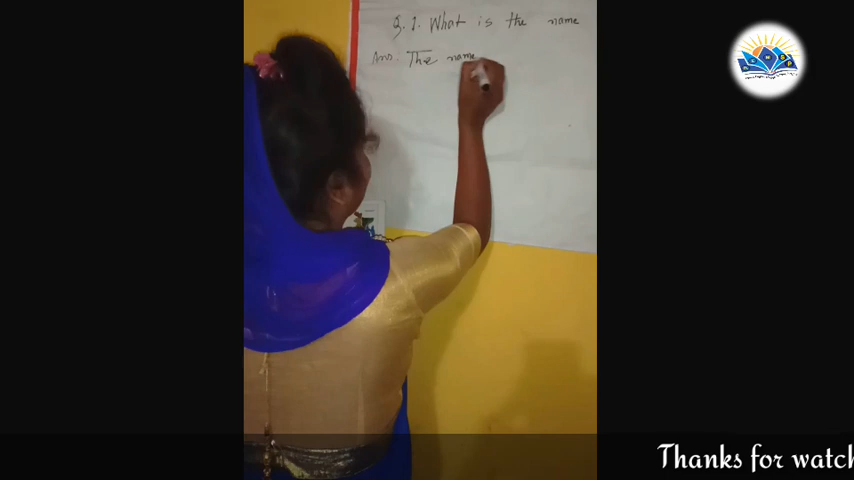 Q.1. What is the name
Ans. The name
Thanks for watch